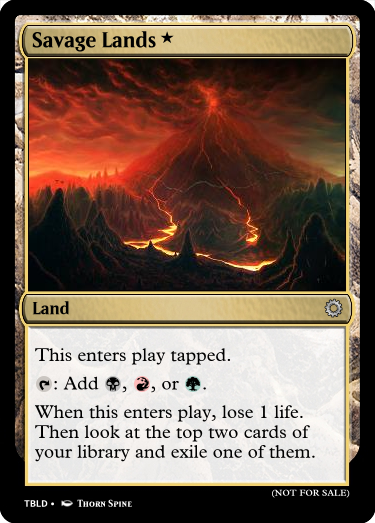 Savage Lands ★
Land
This enters play tapped.
: Add , , or .
When this enters play, lose 1 life.
Then look at the top two cards of
your library and exile one of them.
(NOT FOR SALE)
TBLD • Thorn Spine